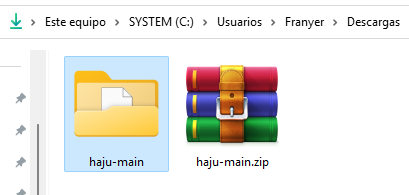 Este equipo > SYSTEM (C:) > Usuarios > Franyer > Descargas
haju-main
haju-main.zip